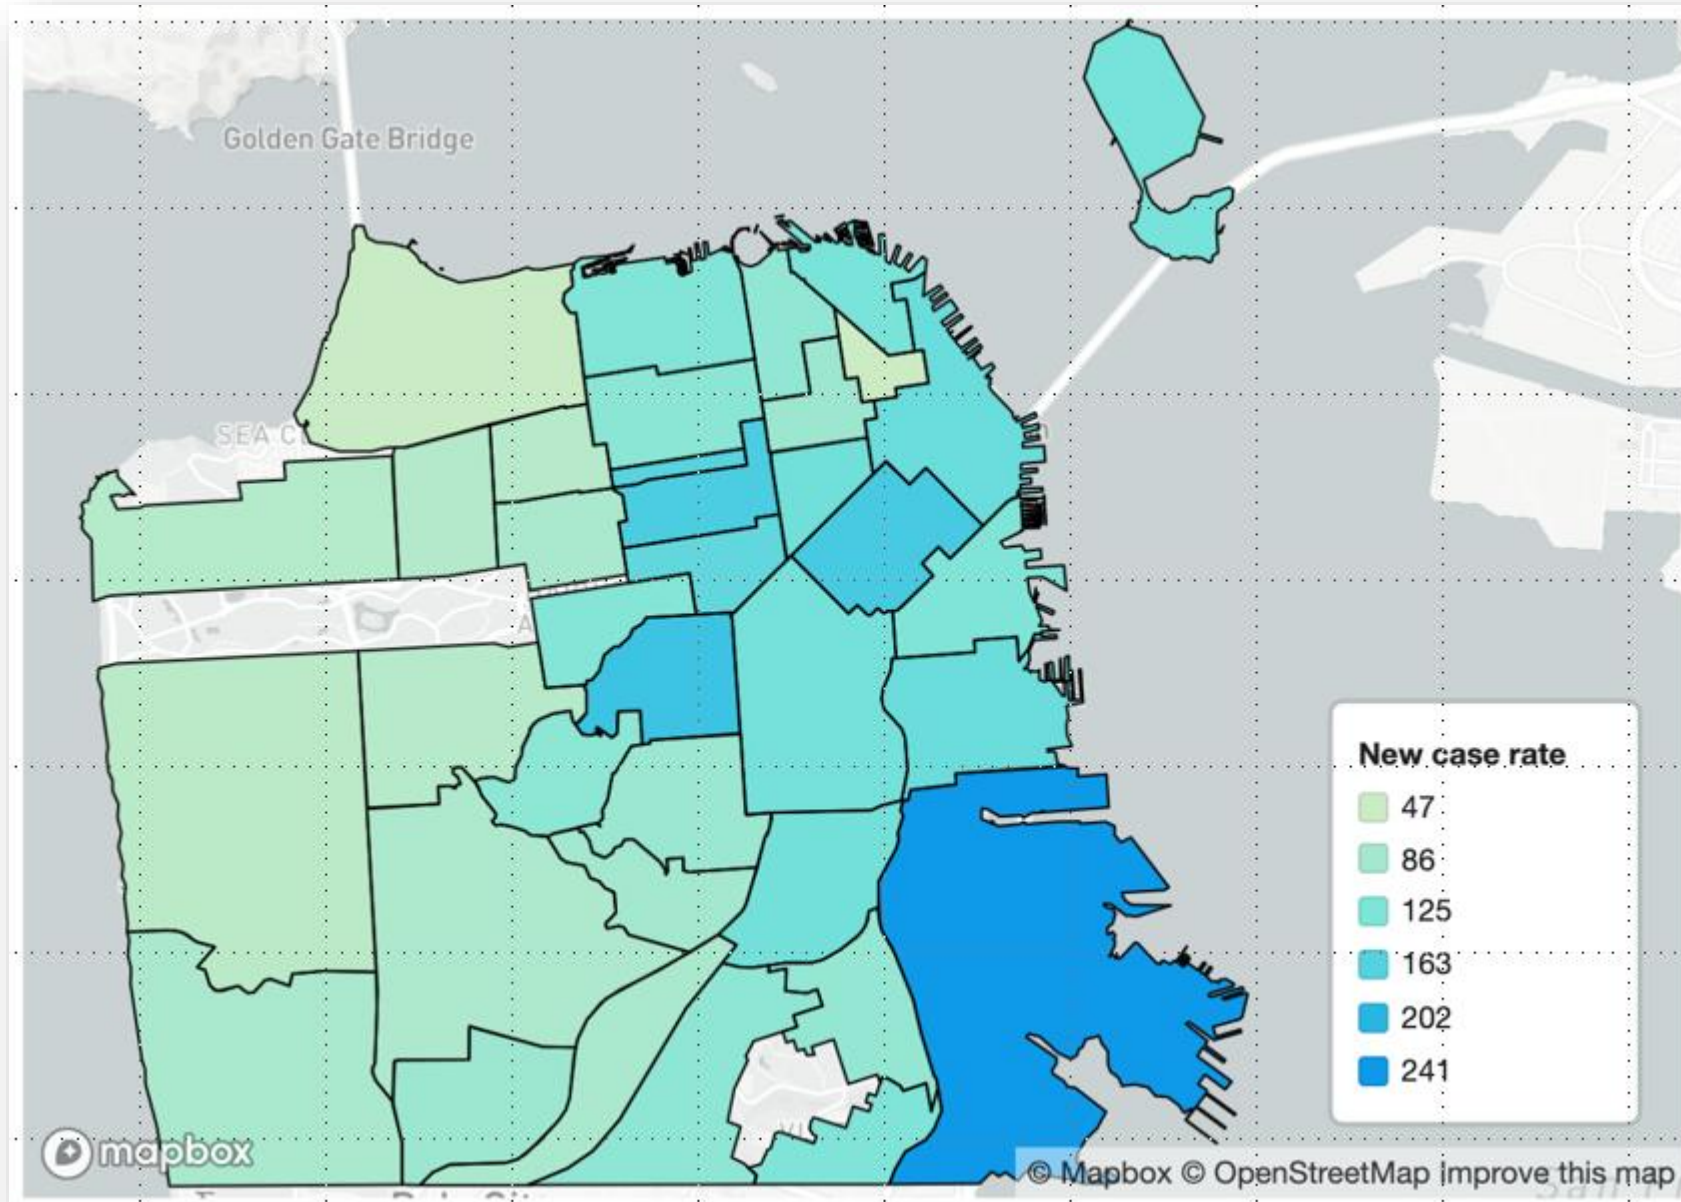 Golden Gate Bridge
SEA C
A
New case rate
47
86
125
163
202
241
mapbox
© Mapbox © OpenStreetMap Improve this map